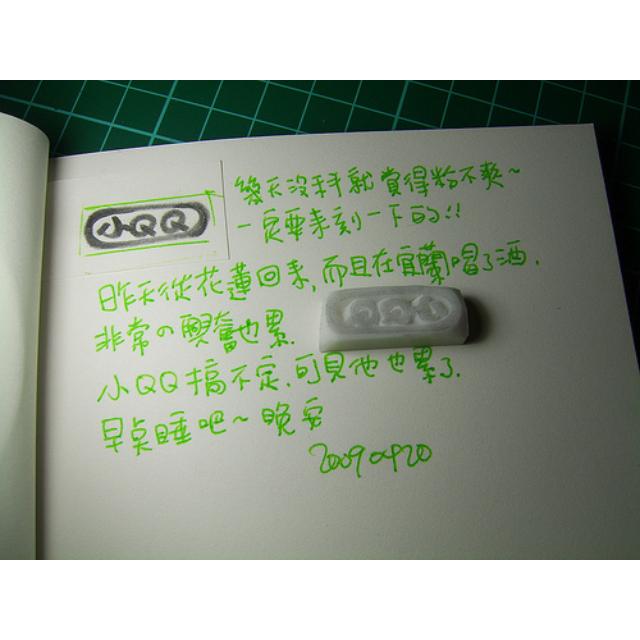 小QQ
幾天沒刻就覺得粉不爽~
一定要來刻一下的!!
昨天從花蓮回來,而且在宜蘭喝了酒.
非常の興奮也累.
小QQ搞不定.可見他也累了.
早點睡吧~晚安
20090420